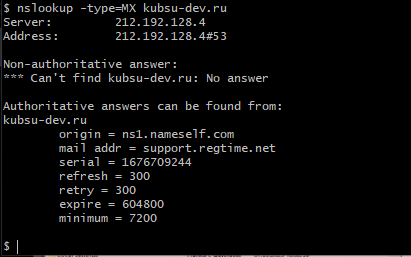 $ nslookup -type=MX kubsu-dev.ru
Server:         212.192.128.4
Address:        212.192.128.4#53

Non-authoritative answer:
*** Can't find kubsu-dev.ru: No answer

Authoritative answers can be found from:
kubsu-dev.ru
        origin = ns1.nameself.com
        mail addr = support.regtime.net
        serial = 1676709244
        refresh = 300
        retry = 300
        expire = 604800
        minimum = 7200

$